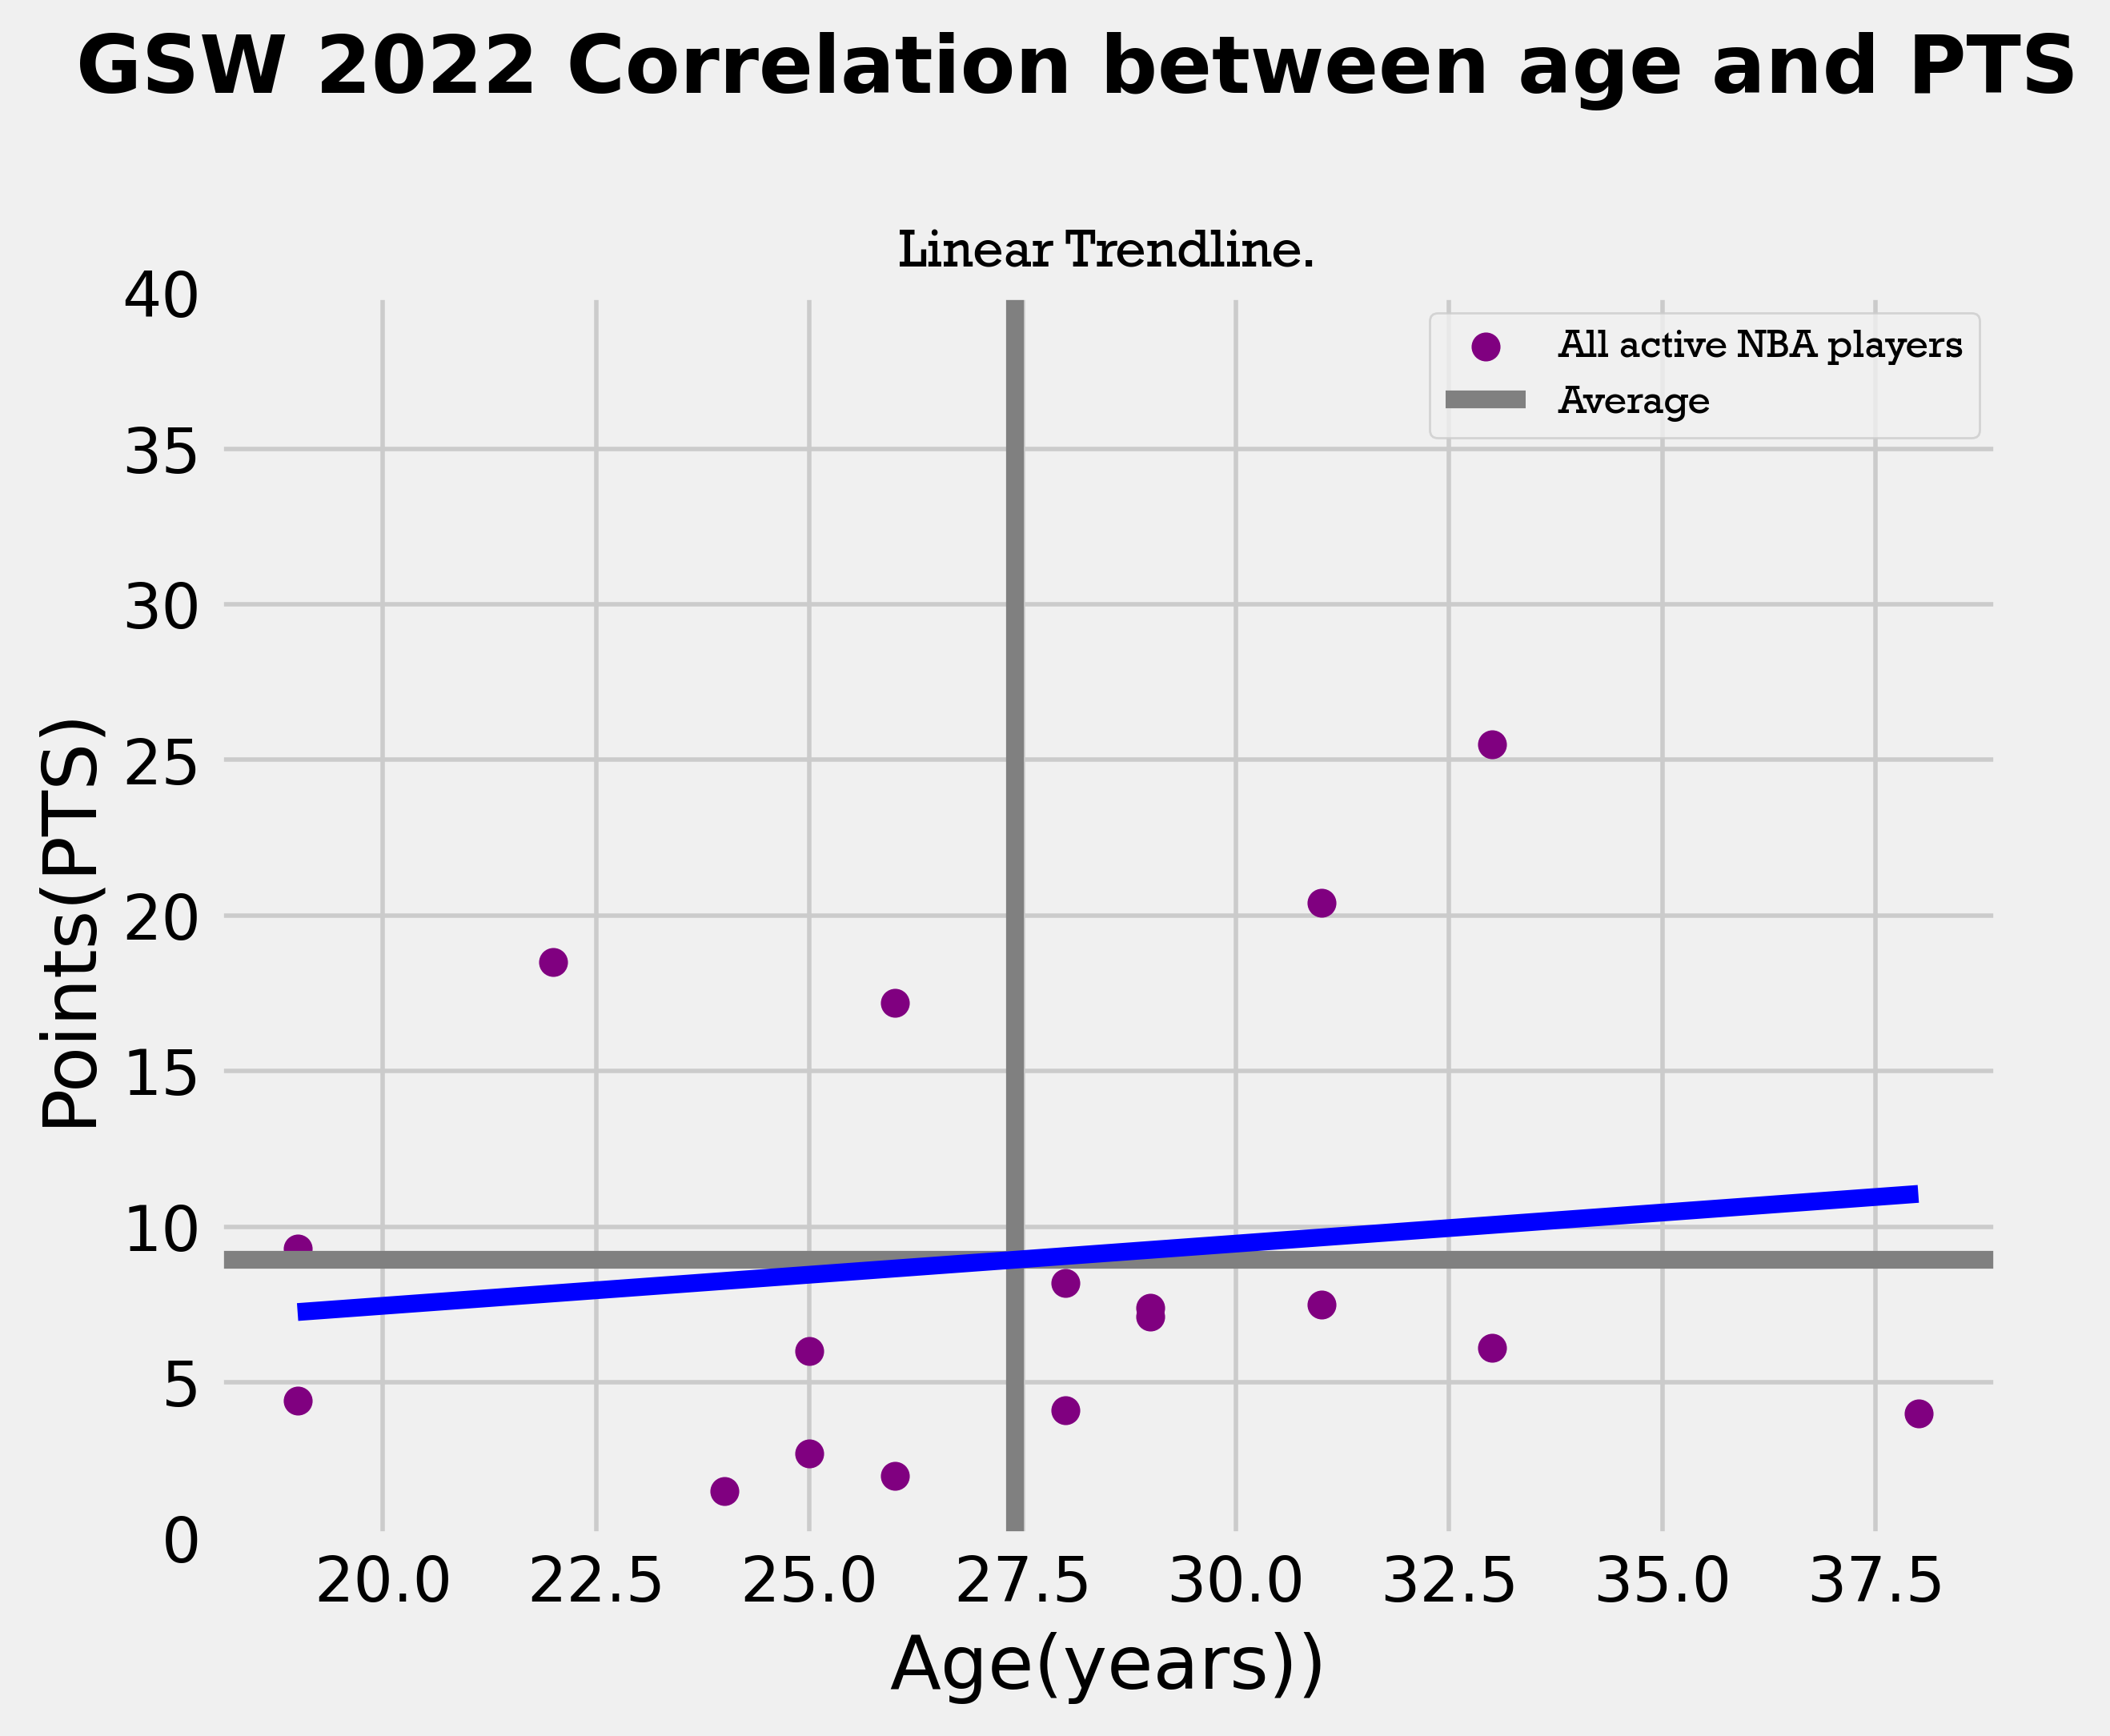 GSW 2022 Correlation between age and PTS
Linear Trendline.
All active NBA players
Average
Points(PTS)
40
35
30
25
20
15
10
5
0
20.0 22.5 25.0 27.5 30.0 32.5 35.0 37.5
Age(years))